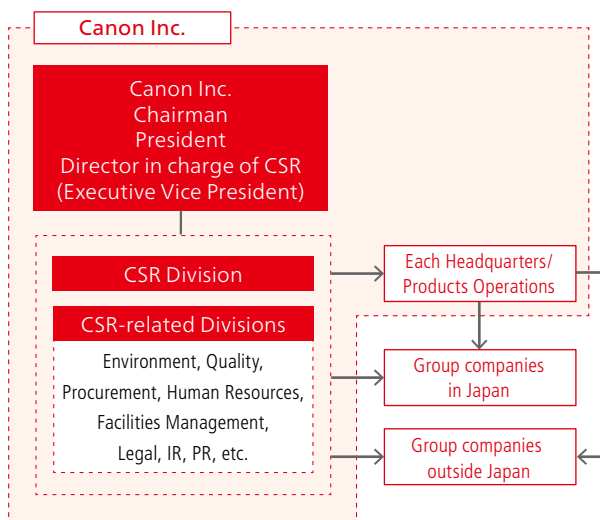 Canon Inc.
Canon Inc.
Chairman
President
Director in charge of CSR
(Executive Vice President)
CSR Division
CSR-related Divisions
Environment, Quality,
Procurement, Human Resources,
Facilities Management,
Legal, IR, PR, etc.
Each Headquarters/
Products Operations
Group companies
in Japan
Group companies
outside Japan